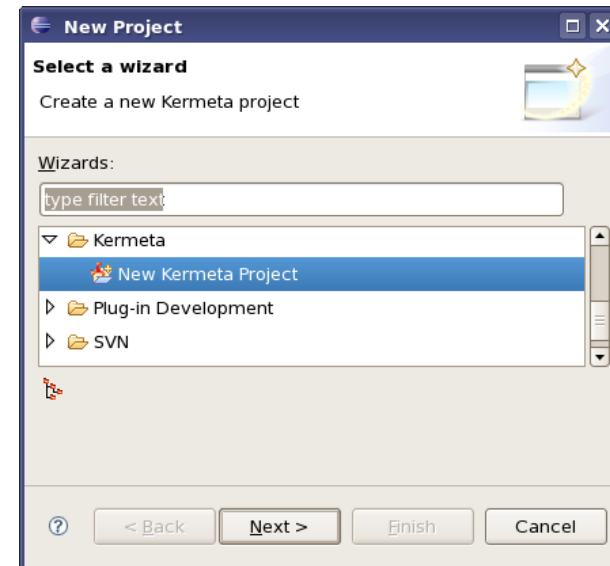 New Project
Select a wizard
Create a new Kermeta project
Wizards:
type filter text
Kermeta
New Kermeta Project
Plug-in Development
SVN
< Back Next > Finish Cancel